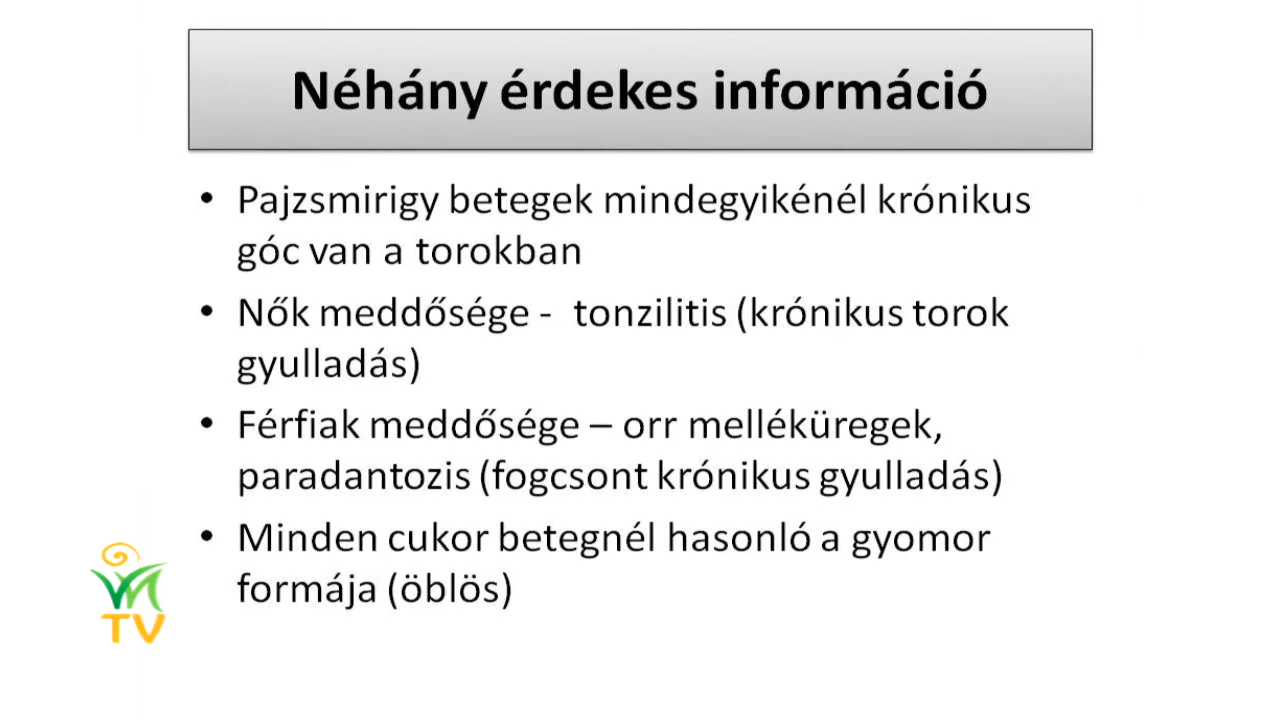 Néhány érdekes információ
• Pajzsmirigy betegek mindegyikénél krónikus
góc van a torokban
• Nők meddősége - tonzilitis (krónikus torok
gyulladás)
• Férfiak meddősége – orr melléküregek,
paradantozis (fogcsont krónikus gyulladás)
• Minden cukor betegnél hasonló a gyomor
formája (öblös)
TV